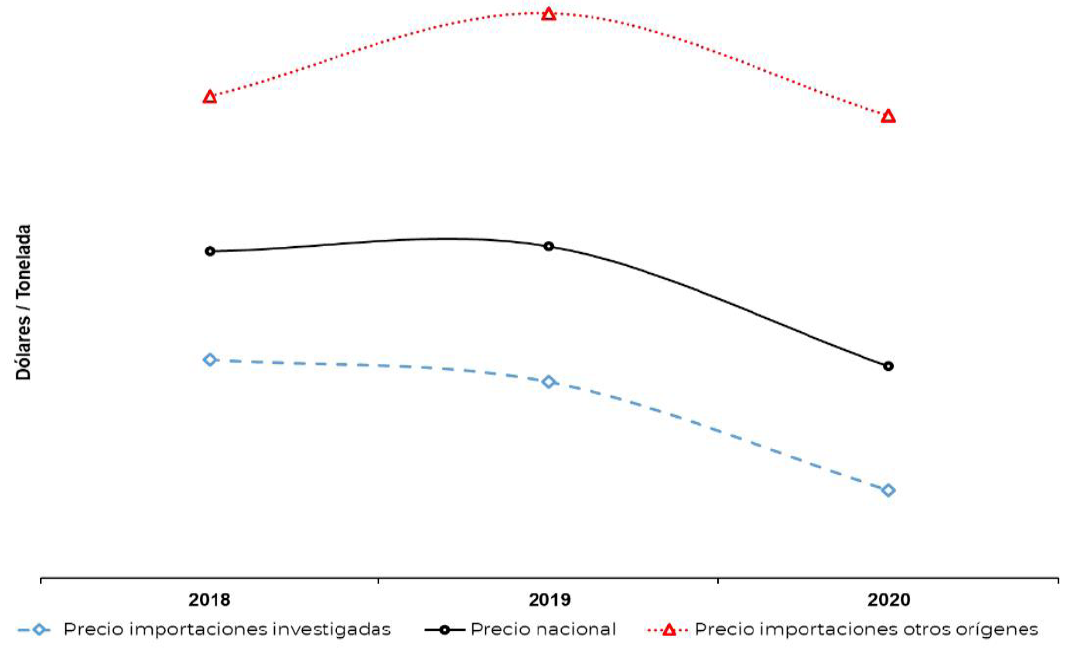 Dólares / Tonelada
2018 2019 2020
Precio importaciones investigadas Precio nacional Precio importaciones otros orígenes